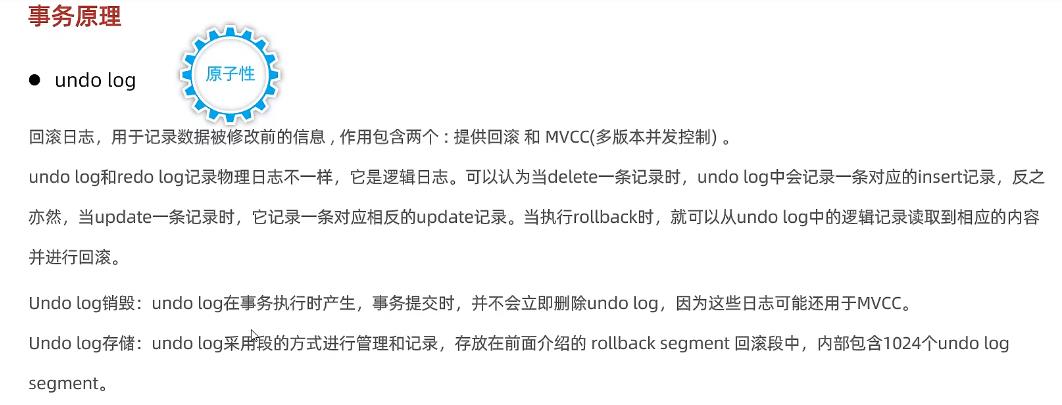 事务原理
原子性
undo log
回滚日志，用于记录数据被修改前的信息 , 作用包含两个 : 提供回滚 和 MVCC(多版本并发控制) 。
undo log和redo log记录物理日志不一样，它是逻辑日志。可以认为当delete一条记录时，undo log中会记录一条对应的insert记录，反之
亦然，当update一条记录时，它记录一条对应相反的update记录。当执行rollback时，就可以从undo log中的逻辑记录读取到相应的内容
并进行回滚。
Undo log销毁：undo log在事务执行时产生，事务提交时，并不会立即删除undo log，因为这些日志可能还用于MVCC。
Undo log存储：undo log采用段的方式进行管理和记录，存放在前面介绍的 rollback segment 回滚段中，内部包含1024个undo log
segment。